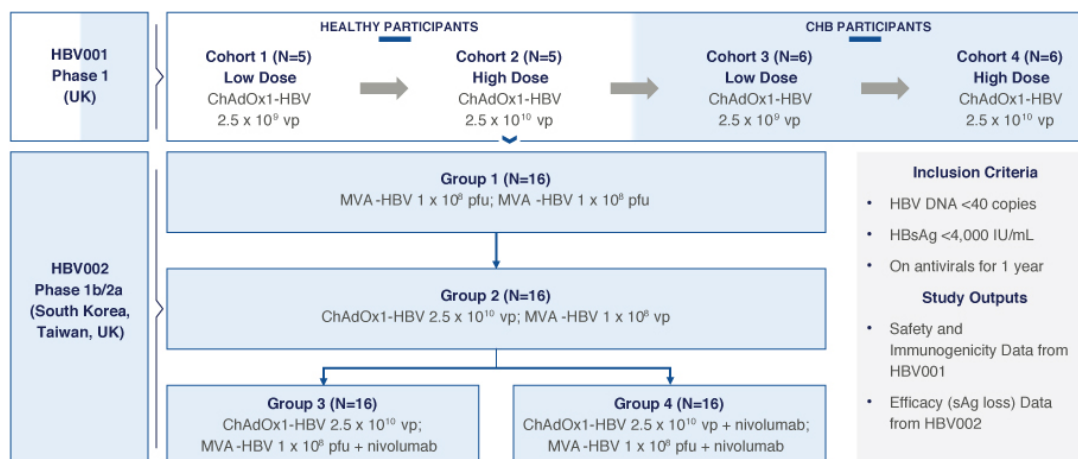 HBV001
Phase 1
(UK)
HEALTHY PARTICIPANTS
Cohort 1 (N=5)
Low Dose
ChAdOx1-HBV
2.5 x 10⁹ vp
Cohort 2 (N=5)
High Dose
ChAdOx1-HBV
2.5 x 10¹⁰ vp
CHB PARTICIPANTS
Cohort 3 (N=6)
Low Dose
ChAdOx1-HBV
2.5 x 10⁹ vp
Cohort 4 (N=6)
High Dose
ChAdOx1-HBV
2.5 x 10¹⁰ vp
HBV002
Phase 1b/2a
(South Korea,
Taiwan, UK)
Group 1 (N=16)
MVA -HBV 1 x 10⁸ pfu; MVA -HBV 1 x 10⁸ pfu
Group 2 (N=16)
ChAdOx1-HBV 2.5 x 10¹⁰ vp; MVA -HBV 1 x 10⁸ vp
Group 3 (N=16)
ChAdOx1-HBV 2.5 x 10¹⁰ vp;
MVA-HBV 1 x 10⁸ pfu + nivolumab
Group 4 (N=16)
ChAdOx1-HBV 2.5 x 10¹⁰ vp + nivolumab;
MVA-HBV 1 x 10⁸ pfu + nivolumab
Inclusion Criteria
• HBV DNA <40 copies
• HBsAg <4,000 IU/mL
• On antivirals for 1 year
Study Outputs
• Safety and
Immunogenicity Data from
HBV001
• Efficacy (sAg loss) Data
from HBV002